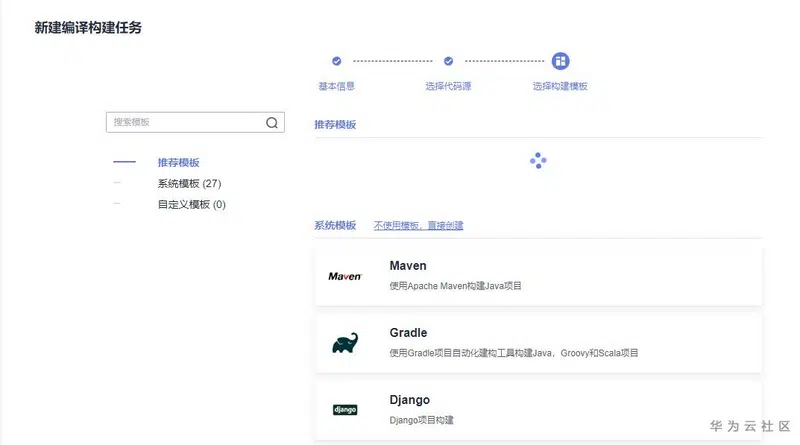 新建编译构建任务
基本信息
选择代码源
选择构建模板
搜索模板
推荐模板
系统模板 (27)
自定义模板 (0)
推荐模板
系统模板 不使用模板，直接创建
Maven
Maven
使用Apache Maven构建Java项目
Gradle
使用Gradle项目自动化建构工具构建Java，Groovy和Scala项目
django
Django
Django项目构建
华为云社区